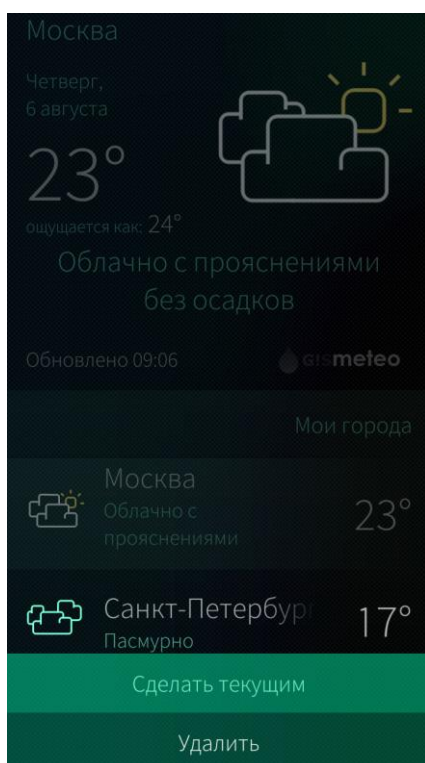 Москва
Четверг,
6 августа
23°
ощущается как: 24°
Облачно с прояснениями
без осадков
Обновлено 09:06
GISmeteo
Мои города
Москва
Облачно с
прояснениями
23°
Санкт-Петербург
Пасмурно
17°
Сделать текущим
Удалить